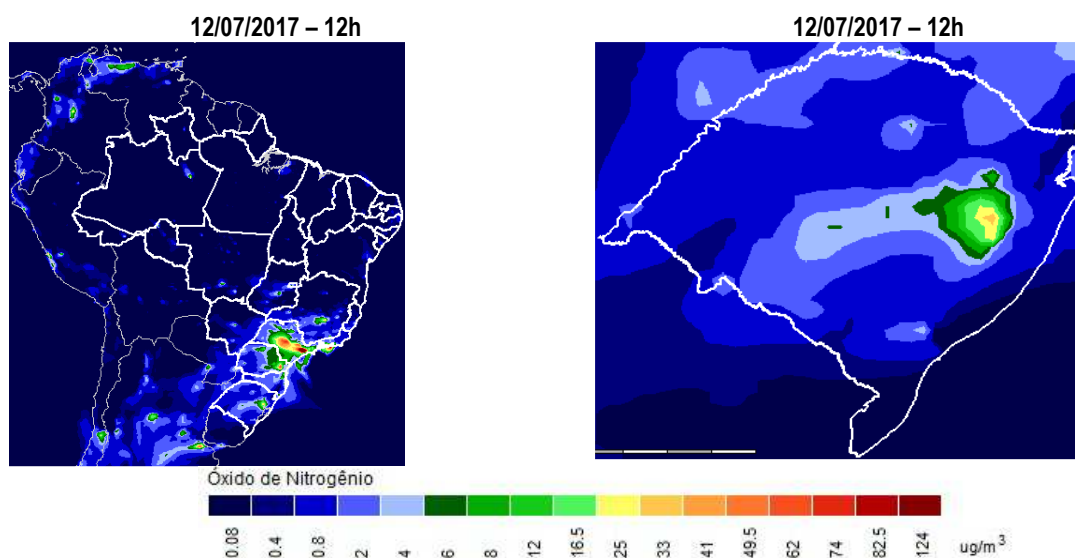 12/07/2017 – 12h
12/07/2017 – 12h
Óxido de Nitrogênio
0.08 0.4 0.8 2 4 6 8 12 16.5 25 33 41 49.5 62 74 82.5 124 ug/m³